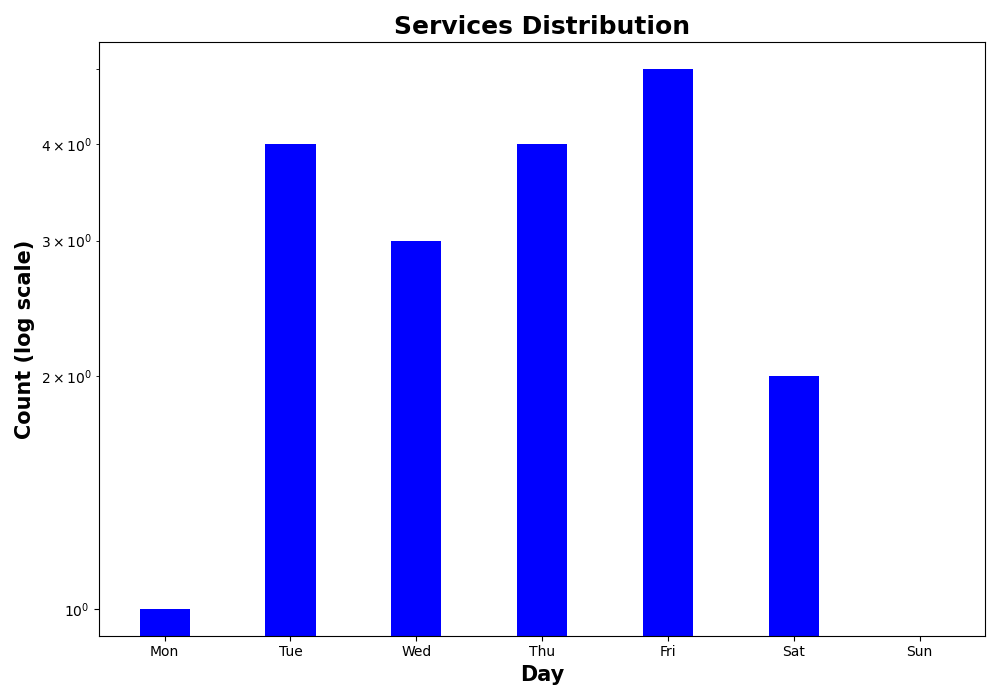 Services Distribution
Count (log scale)
4 × 10⁰
3 × 10⁰
2 × 10⁰
10⁰
Mon Tue Wed Thu Fri Sat Sun
Day